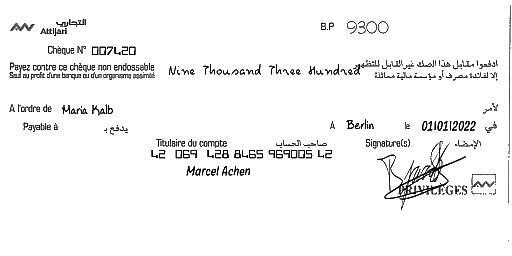 التجاري
Attijari
B.P 9300
Chèque N° 007420
Payez contre ce chèque non endossable
ادفعوا مقابل هذا الصك غير القابل للتظهير
Nine Thousand Three Hundred
Sauf au profit d'une banque ou d'un organisme assimilé
إلا لفائدة مصرف أو مؤسسة مالية مماثلة
A l'ordre de Maria Kalb لأمر
Payable à يدفع بـ
A Berlin le 01/01/2022 في
Titulaire du compte صاحب الحساب
Signature(s) الإمضاء
42 069 428 8465 969005 42
Marcel Achen
PRIVILEGES